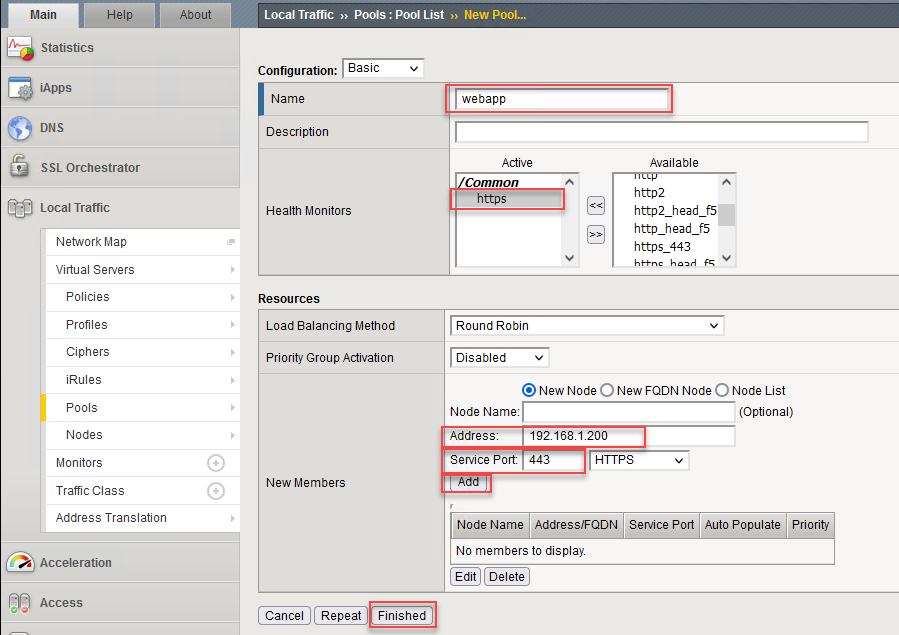 Main Help About
Local Traffic ›› Pools : Pool List ›› New Pool...
Statistics
iApps
DNS
SSL Orchestrator
Local Traffic
Network Map
Virtual Servers
Policies
Profiles
Ciphers
iRules
Pools
Nodes
Monitors
Traffic Class
Address Translation
Acceleration
Access
Configuration: Basic
Name webapp
Description
Health Monitors
Active Available
/Common
https
<<
>>
http
http2
http2_head_f5
http_head_f5
https_443
https_head_f5
Resources
Load Balancing Method Round Robin
Priority Group Activation Disabled
New Members
New Node New FQDN Node Node List
Node Name: (Optional)
Address: 192.168.1.200
Service Port: 443 HTTPS
Add
Node Name Address/FQDN Service Port Auto Populate Priority
No members to display.
Edit Delete
Cancel Repeat Finished